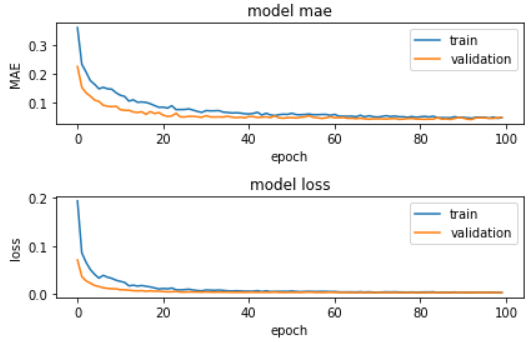 model mae
0.3
0.2
0.1
MAE
train
validation
0 20 40 60 80 100
epoch
model loss
0.2
0.1
0.0
loss
train
validation
0 20 40 60 80 100
epoch